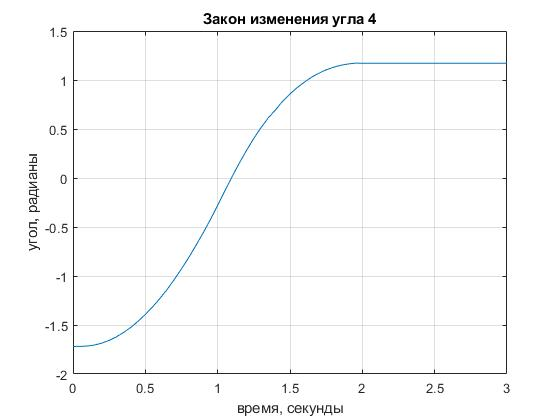 Закон изменения угла 4
1.5
1
0.5
0
-0.5
-1
-1.5
-2
угол, радианы
0 0.5 1 1.5 2 2.5 3
время, секунды